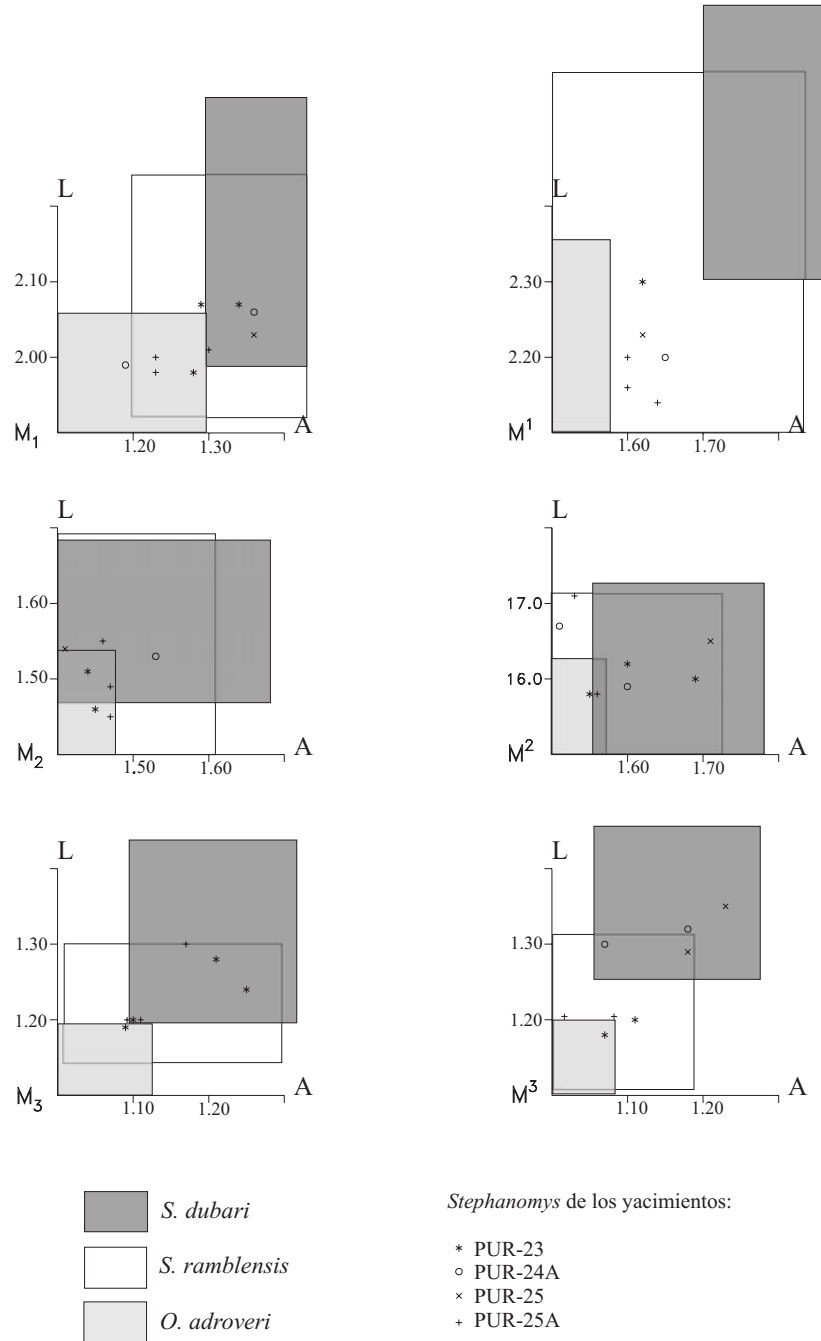 L
2.10
2.00
M₁
1.20
1.30
A
L
2.30
2.20
M¹
1.60
1.70
A
L
1.60
1.50
M₂
1.50
1.60
A
L
17.0
16.0
M²
1.60
1.70
A
L
1.30
1.20
M₃
1.10
1.20
A
L
1.30
1.20
M³
1.10
1.20
A
S. dubari
S. ramblensis
O. adroveri
Stephanomys de los yacimientos:
* PUR-23
○ PUR-24A
× PUR-25
+ PUR-25A